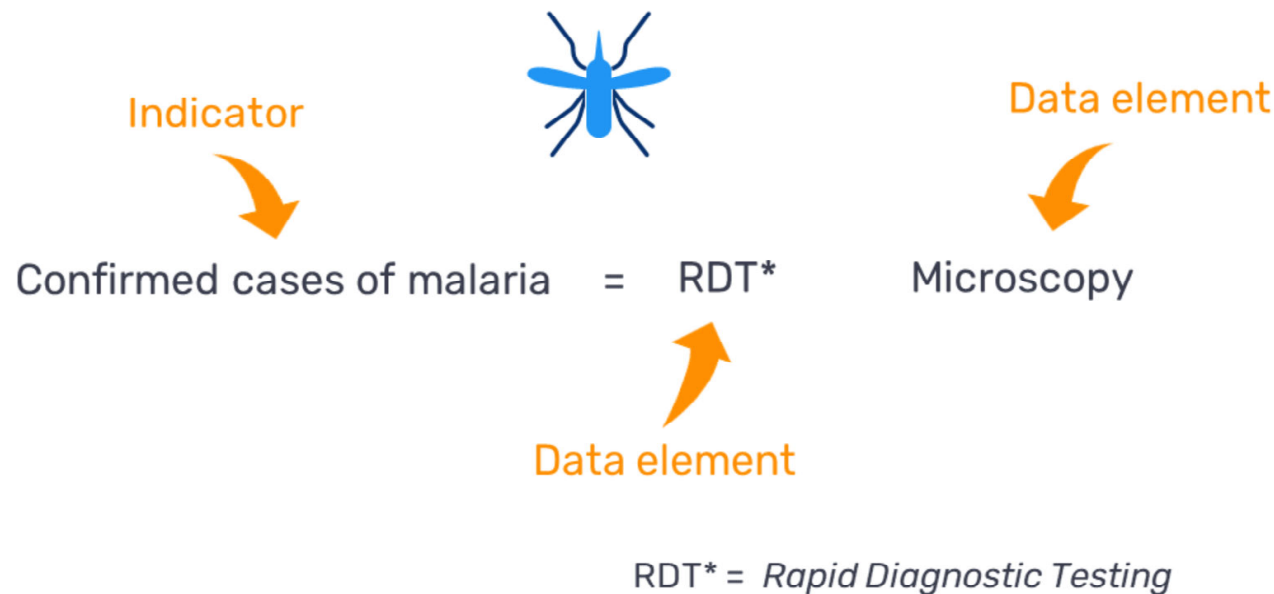 Indicator
Data element
Confirmed cases of malaria = RDT* Microscopy
Data element
RDT* = Rapid Diagnostic Testing